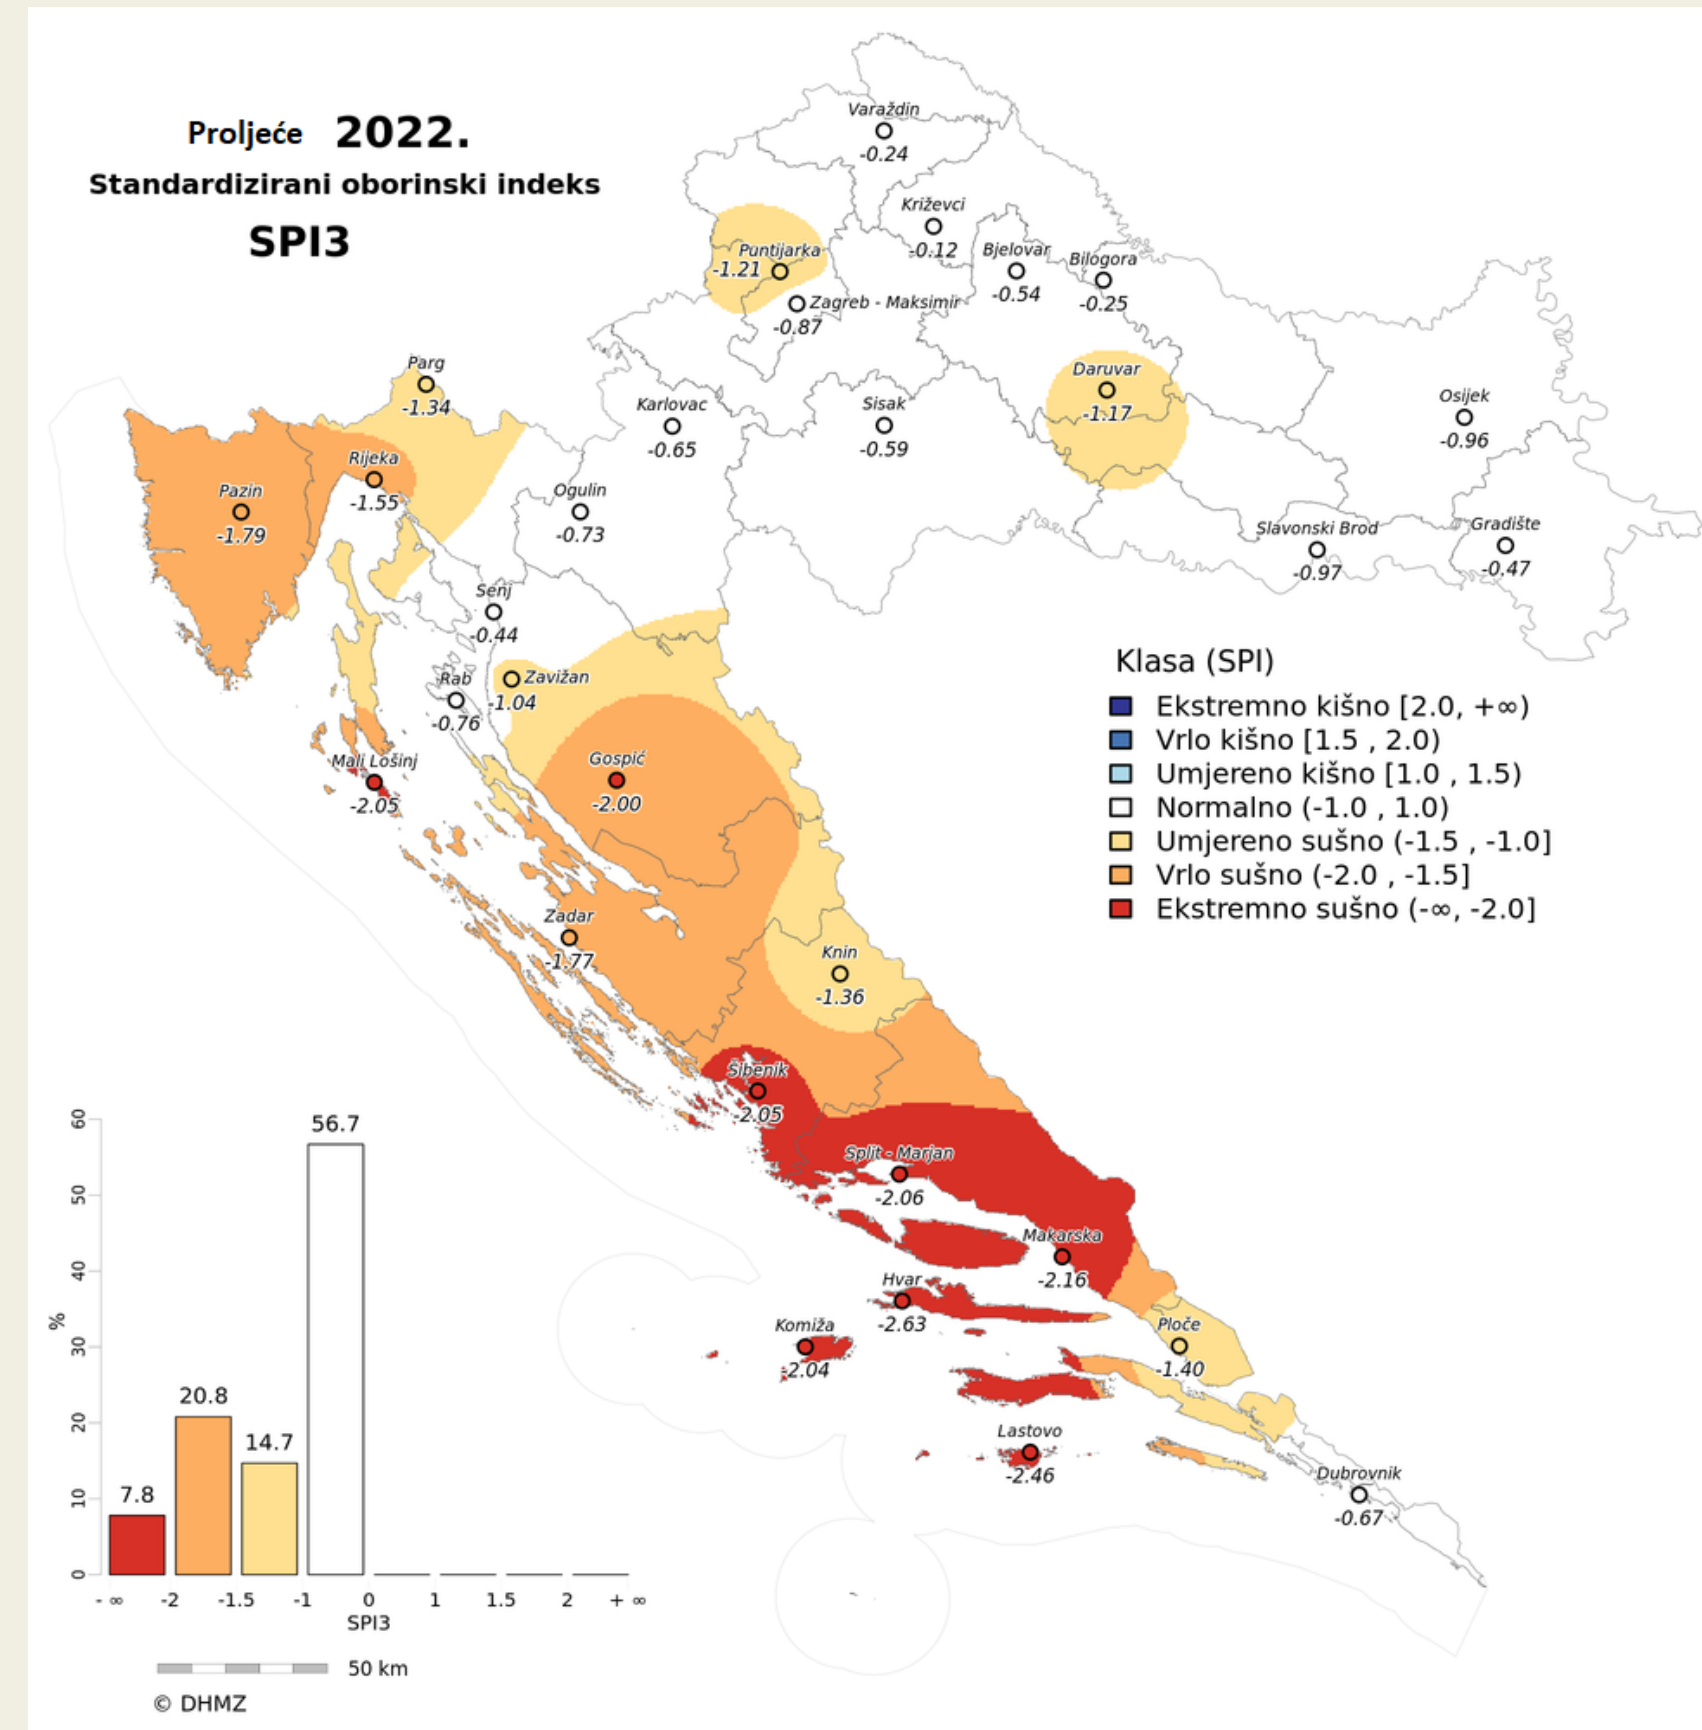 Proljeće 2022.
Standardizirani oborinski indeks
SPI3
Varaždin
-0.24
Križevci
-0.12
Puntijarka
-1.21
Bjelovar
-0.54
Bilogora
-0.25
Zagreb - Maksimir
-0.87
Parg
-1.34
Daruvar
-1.17
Karlovac
-0.65
Sisak
-0.59
Osijek
-0.96
Rijeka
-1.55
Pazin
-1.79
Ogulin
-0.73
Slavonski Brod
-0.97
Gradište
-0.47
Senj
-0.44
Rab
-0.76
Zavižan
-1.04
Mali Lošinj
-2.05
Gospić
-2.00
Klasa (SPI)
Ekstremno kišno [2.0, +∞)
Vrlo kišno [1.5 , 2.0)
Umjereno kišno [1.0 , 1.5)
Normalno (-1.0 , 1.0)
Umjereno sušno (-1.5 , -1.0]
Vrlo sušno (-2.0 , -1.5]
Ekstremno sušno (-∞, -2.0]
Zadar
-1.77
Knin
-1.36
Šibenik
-2.05
Split - Marjan
-2.06
Makarska
-2.16
Hvar
-2.63
Komiža
-2.04
Ploče
-1.40
Lastovo
-2.46
Dubrovnik
-0.67
%
60
50
40
30
20
10
0
7.8
20.8
14.7
56.7
- ∞ -2 -1.5 -1 0 1 1.5 2 + ∞
SPI3
50 km
© DHMZ